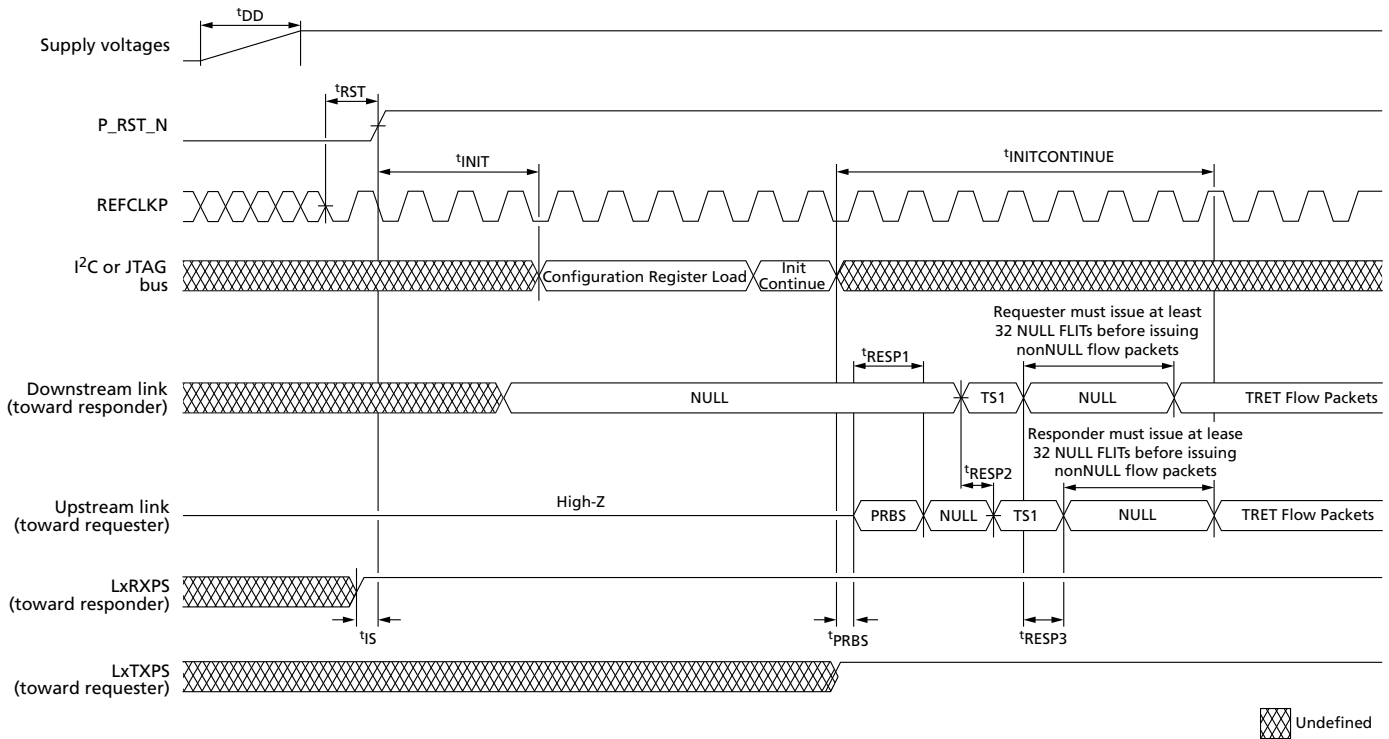 tDD
Supply voltages
tRST
P_RST_N
tINIT
tINITCONTINUE
REFCLKP
I2C or JTAG
bus
Configuration Register Load
Init
Continue
Requester must issue at least
32 NULL FLITs before issuing
nonNULL flow packets
tRESP1
Downstream link
(toward responder)
NULL
TS1
NULL
TRET Flow Packets
Responder must issue at lease
32 NULL FLITs before issuing
nonNULL flow packets
tRESP2
Upstream link
(toward requester)
High-Z
PRBS
NULL
TS1
NULL
TRET Flow Packets
LxRXPS
(toward responder)
tIS
tPRBS
tRESP3
LxTXPS
(toward requester)
Undefined